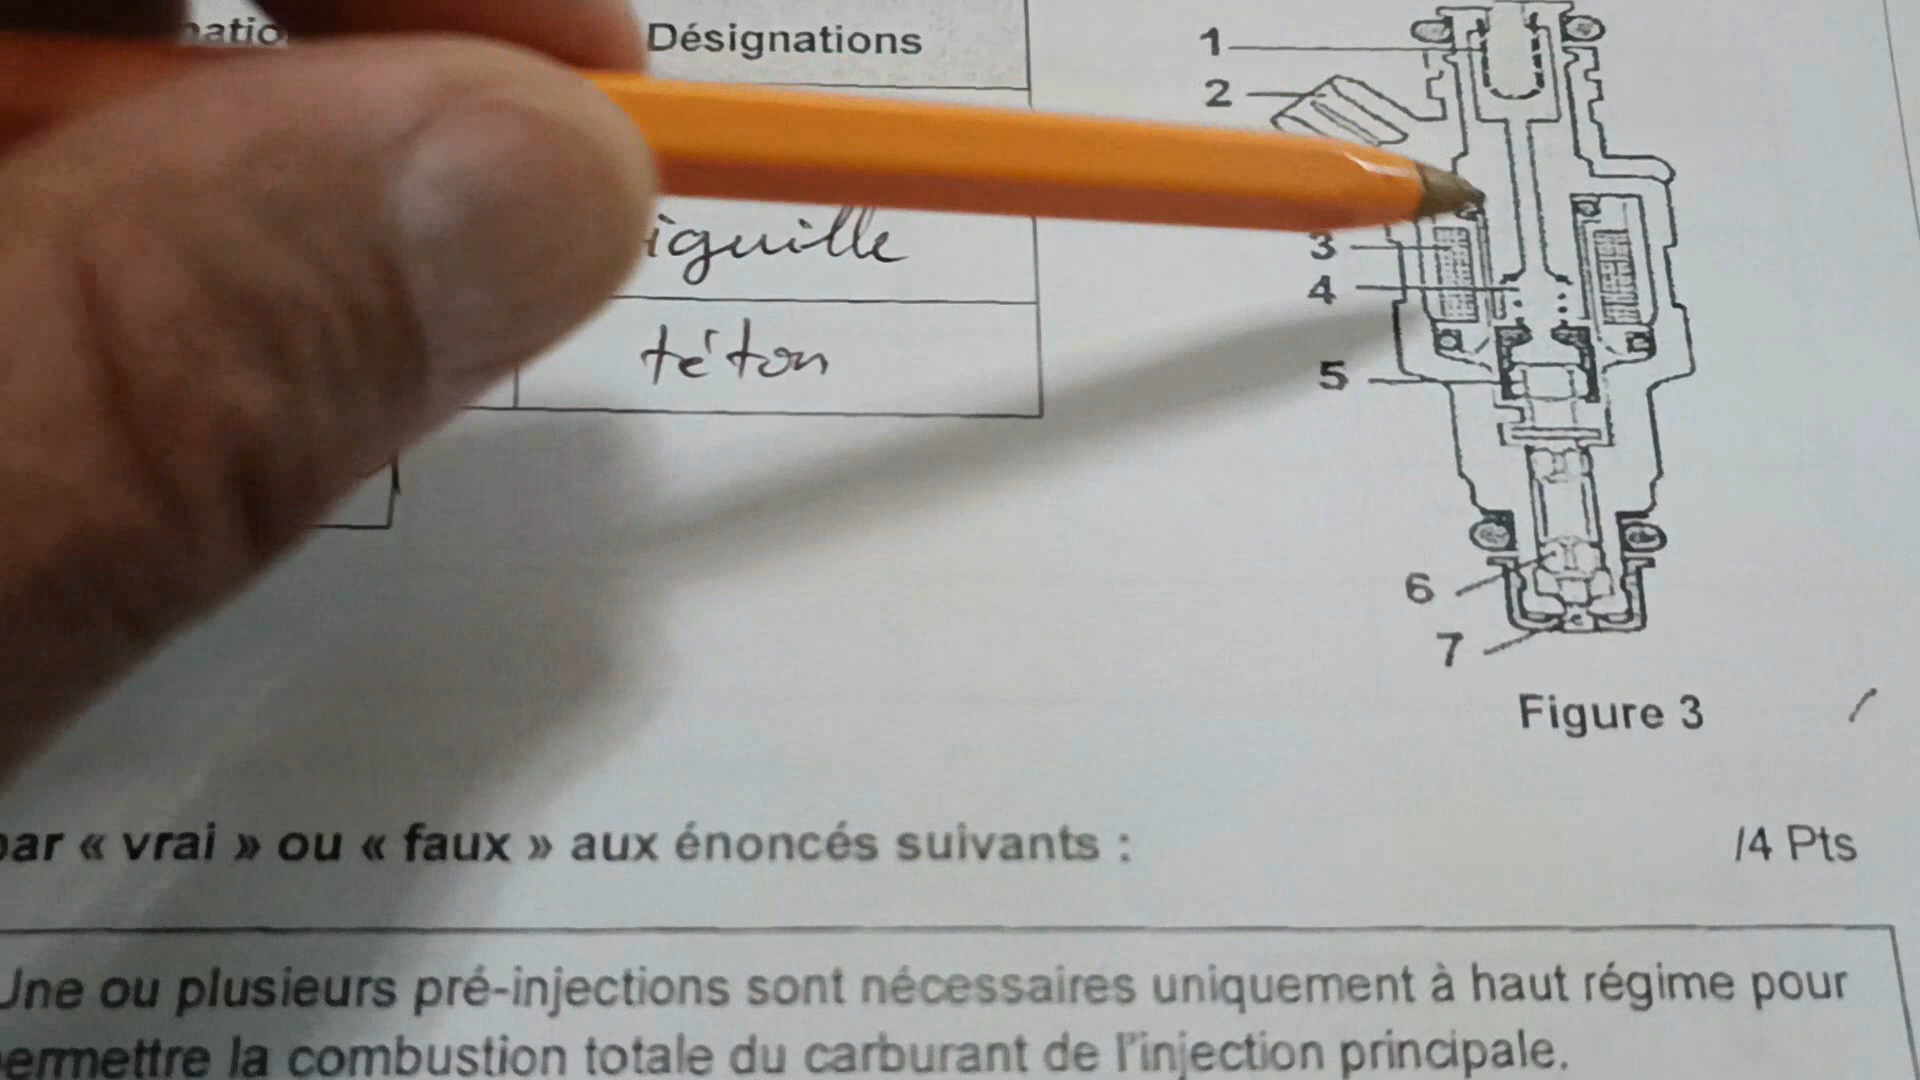 Désignations
1
2
iguille
3
4
téton
5
6
7
Figure 3
par « vrai » ou « faux » aux énoncés suivants :
/4 Pts
Une ou plusieurs pré-injections sont nécessaires uniquement à haut régime pour
permettre la combustion totale du carburant de l'injection principale.